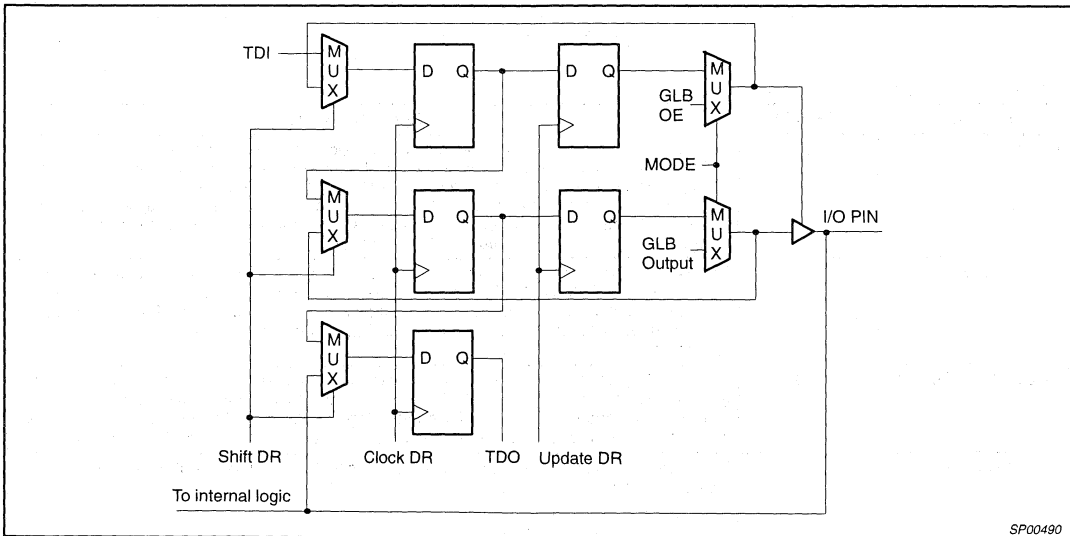 TDI
M
U
X
D Q
D Q
M
U
X
GLB
OE
MODE
M
U
X
D Q
D Q
M
U
X
GLB
Output
I/O PIN
M
U
X
D Q
Shift DR
Clock DR
TDO
Update DR
To internal logic
SP00490